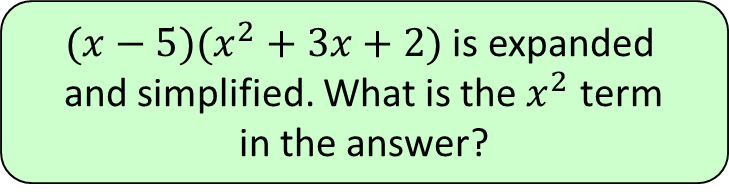 (x − 5)(x² + 3x + 2) is expanded
and simplified. What is the x² term
in the answer?